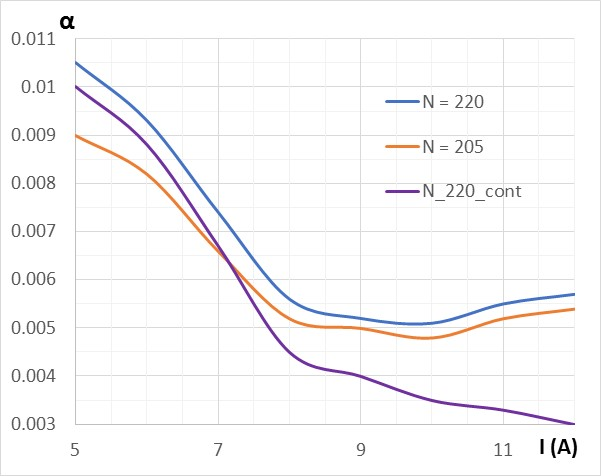 α
0.011
0.01
0.009
0.008
0.007
0.006
0.005
0.004
0.003
N = 220
N = 205
N_220_cont
5 7 9 11 I (A)